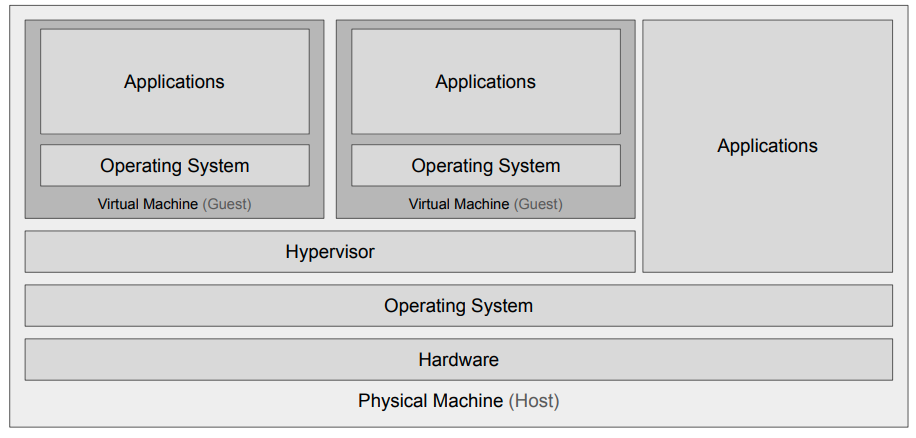 Applications
Operating System
Virtual Machine (Guest)
Applications
Operating System
Virtual Machine (Guest)
Applications
Hypervisor
Operating System
Hardware
Physical Machine (Host)